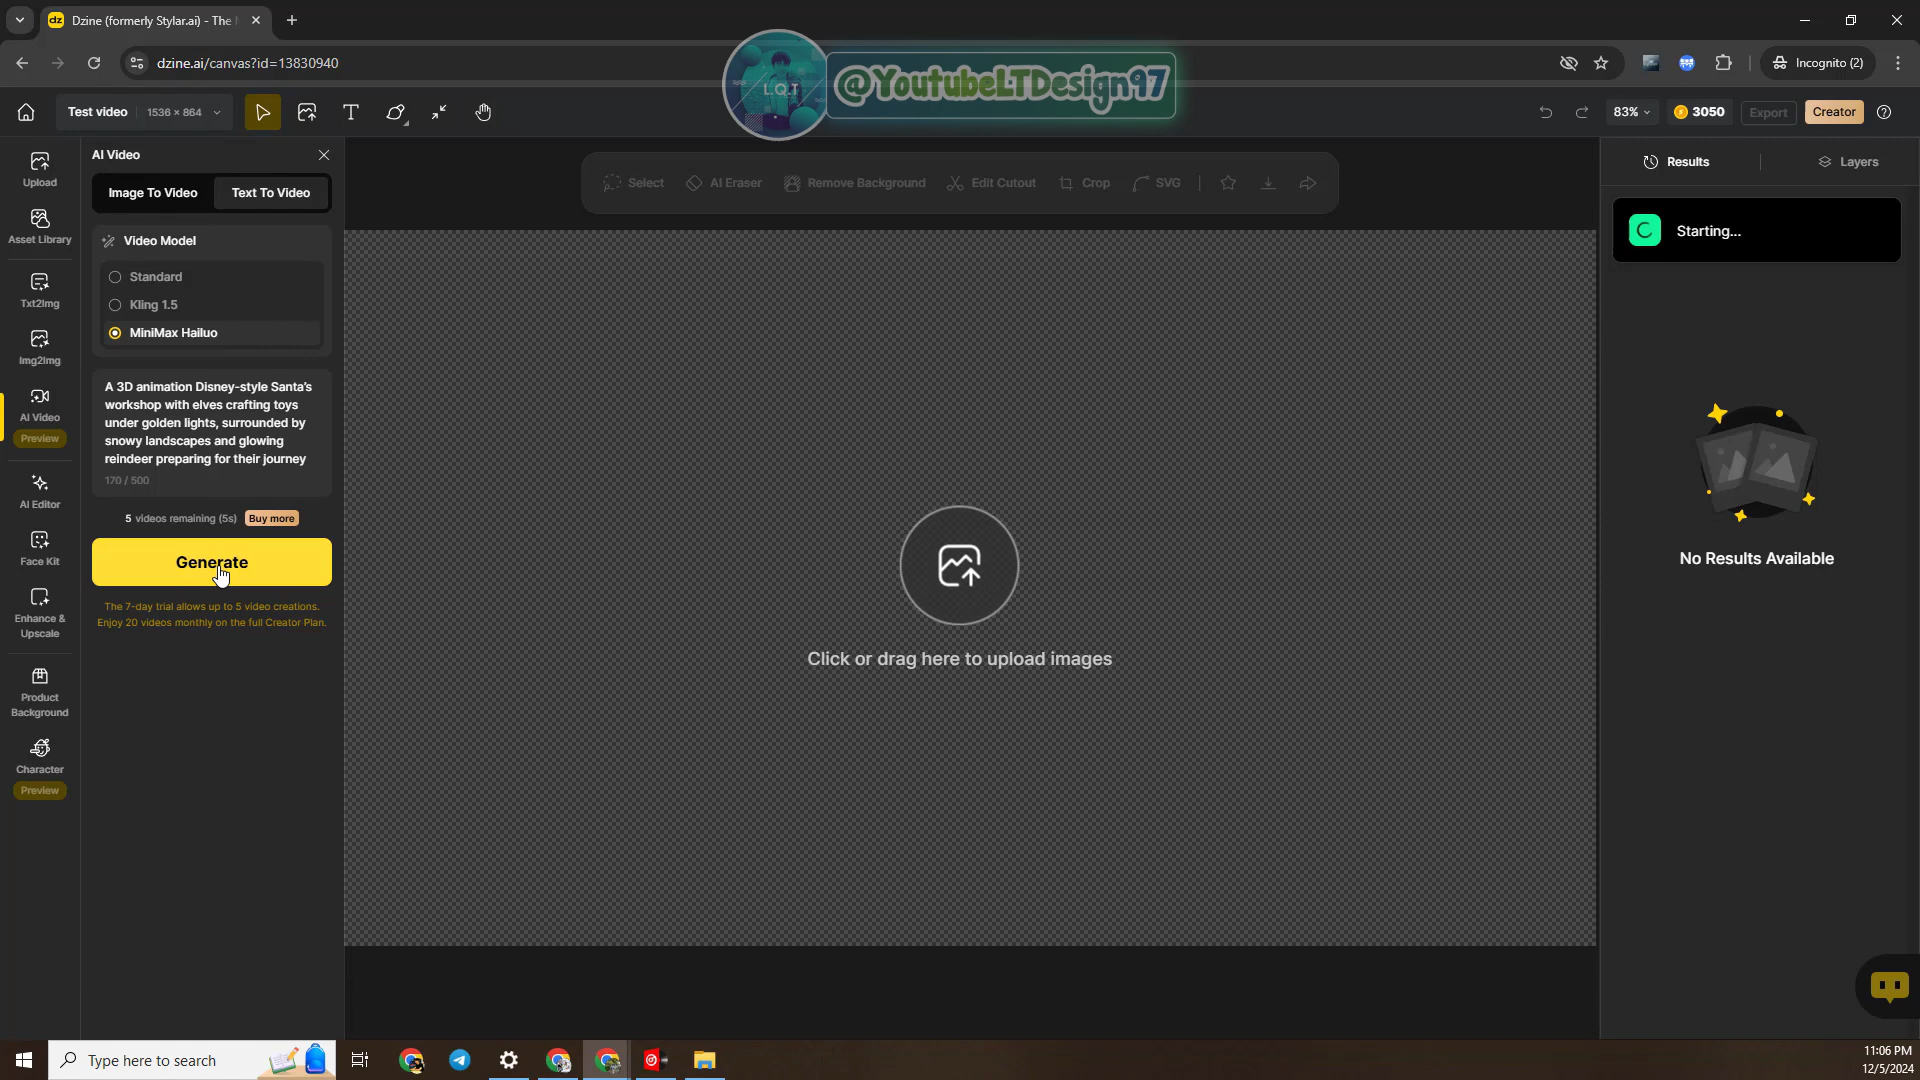 dz Dzine (formerly Stylar.ai) - The
dzine.ai/canvas?id=13830940
Incognito (2)
L.Q.T
@YoutubeLTDesign97
Test video 1536 × 864
83%
3050
Export
Creator
Upload
Asset Library
Txt2Img
Img2Img
AI Video
Preview
AI Editor
Face Kit
Enhance &
Upscale
Product
Background
Character
Preview
AI Video
Image To Video
Text To Video
Video Model
Standard
Kling 1.5
MiniMax Hailuo
A 3D animation Disney-style Santa’s
workshop with elves crafting toys
under golden lights, surrounded by
snowy landscapes and glowing
reindeer preparing for their journey
170 / 500
5 videos remaining (5s) Buy more
Generate
The 7-day trial allows up to 5 video creations.
Enjoy 20 videos monthly on the full Creator Plan.
Select
AI Eraser
Remove Background
Edit Cutout
Crop
SVG
Click or drag here to upload images
Results
Layers
Starting...
No Results Available
Type here to search
11:06 PM
12/5/2024